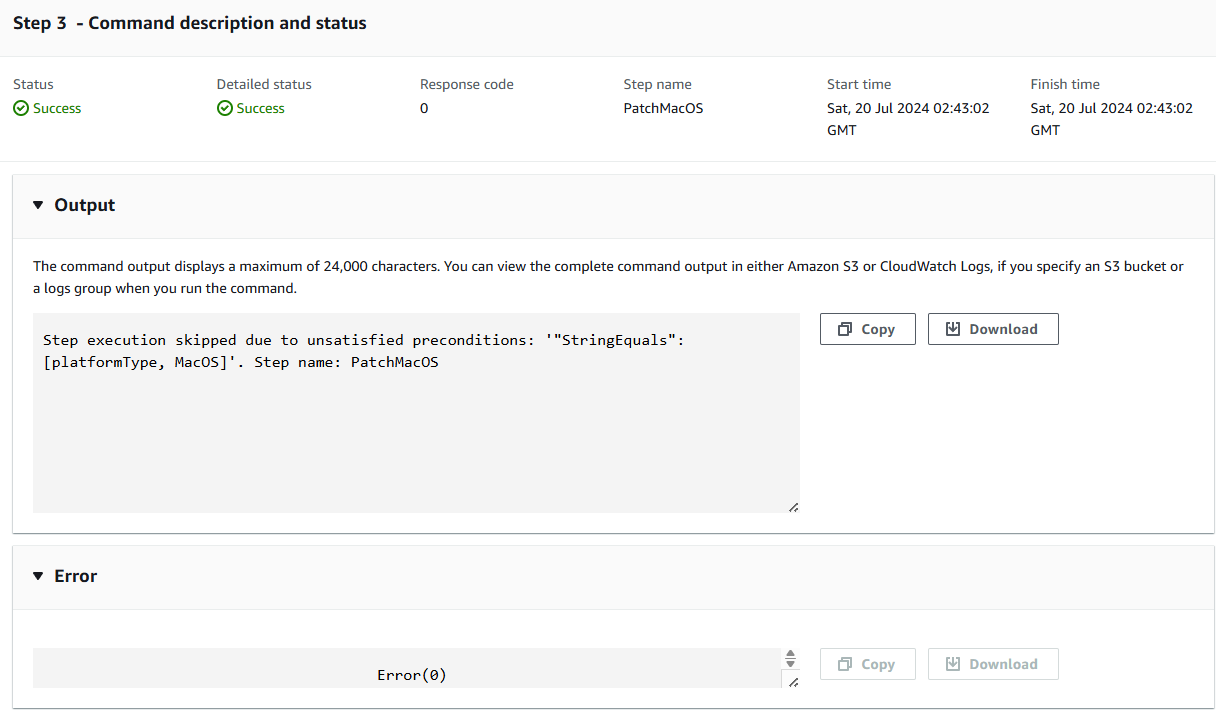 Step 3 - Command description and status
Status
Detailed status
Response code
Step name
Start time
Finish time
Success
Success
0
PatchMacOS
Sat, 20 Jul 2024 02:43:02
GMT
Sat, 20 Jul 2024 02:43:02
GMT
Output
The command output displays a maximum of 24,000 characters. You can view the complete command output in either Amazon S3 or CloudWatch Logs, if you specify an S3 bucket or
a logs group when you run the command.
Step execution skipped due to unsatisfied preconditions: '"StringEquals":
[platformType, MacOS]'. Step name: PatchMacOS
Copy
Download
Error
Error(0)
Copy
Download